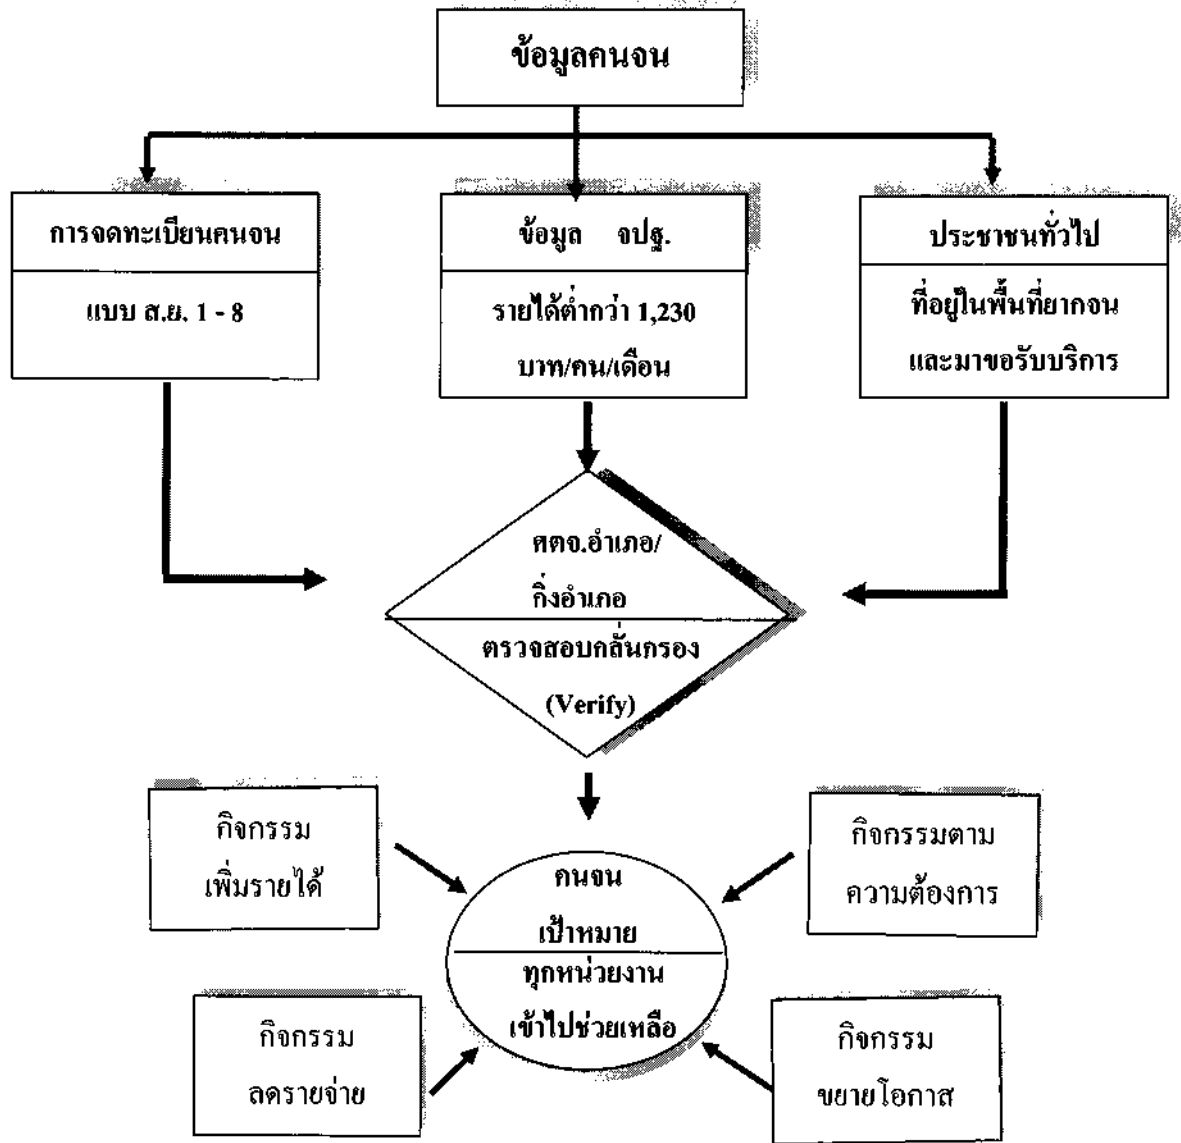 ข้อมูลคนจน
การจดทะเบียนคนจน
แบบ ส.ย. 1 - 8
ข้อมูล จปฐ.
รายได้ต่ำกว่า 1,230
บาท/คน/เดือน
ประชาชนทั่วไป
ที่อยู่ในพื้นที่ยากจน
และมาขอรับบริการ
ศตจ.อำเภอ/
กิ่งอำเภอ
ตรวจสอบกลั่นกรอง
(Verify)
กิจกรรม
เพิ่มรายได้
กิจกรรมตาม
ความต้องการ
คนจน
เป้าหมาย
ทุกหน่วยงาน
เข้าไปช่วยเหลือ
กิจกรรม
ลดรายจ่าย
กิจกรรม
ขยายโอกาส